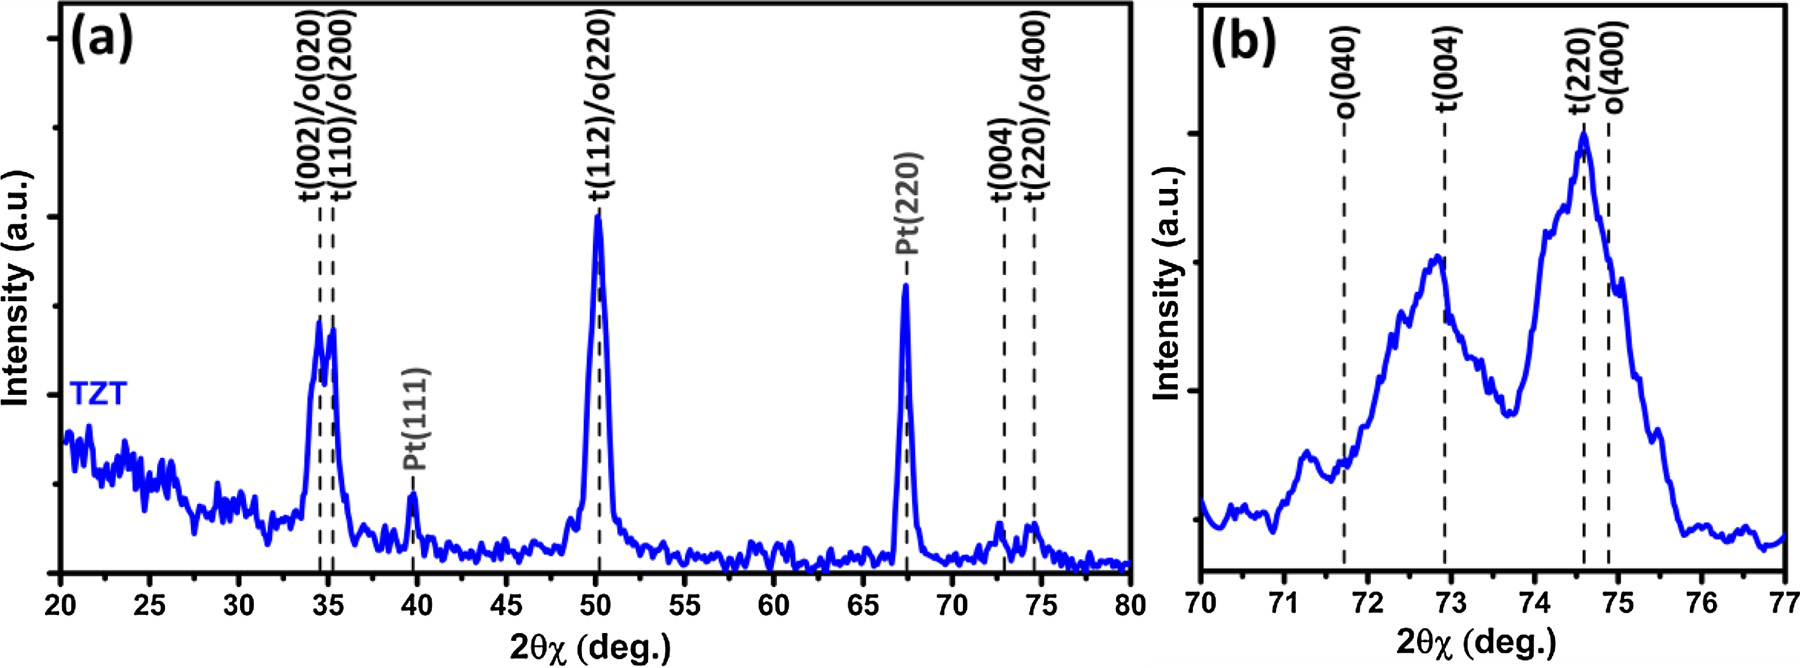 (a)
t(002)/o(020)
t(110)/o(200)
t(112)/o(220)
Pt(220)
t(004)
t(220)/o(400)
Pt(111)
TZT
Intensity (a.u.)
20 25 30 35 40 45 50 55 60 65 70 75 80
2θχ (deg.)
(b)
o(040)
t(004)
t(220)
o(400)
Intensity (a.u.)
70 71 72 73 74 75 76 77
2θχ (deg.)